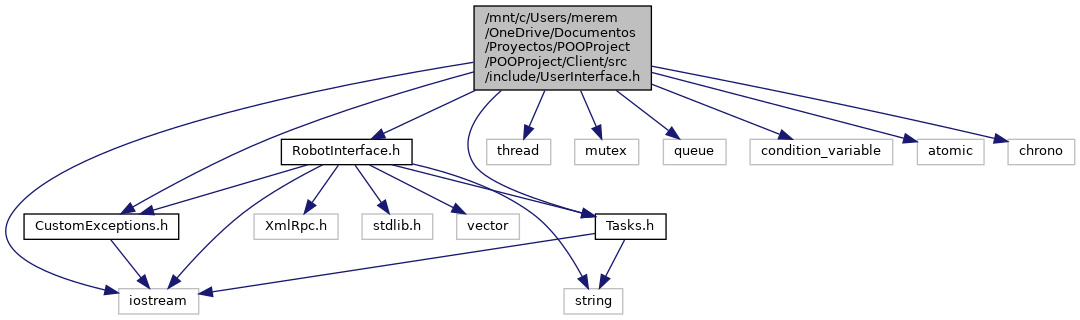 /mnt/c/Users/merem
/OneDrive/Documentos
/Proyectos/POOProject
/POOProject/Client/src
/include/UserInterface.h
RobotInterface.h
thread
mutex
queue
condition_variable
atomic
chrono
CustomExceptions.h
XmlRpc.h
stdlib.h
vector
Tasks.h
iostream
string